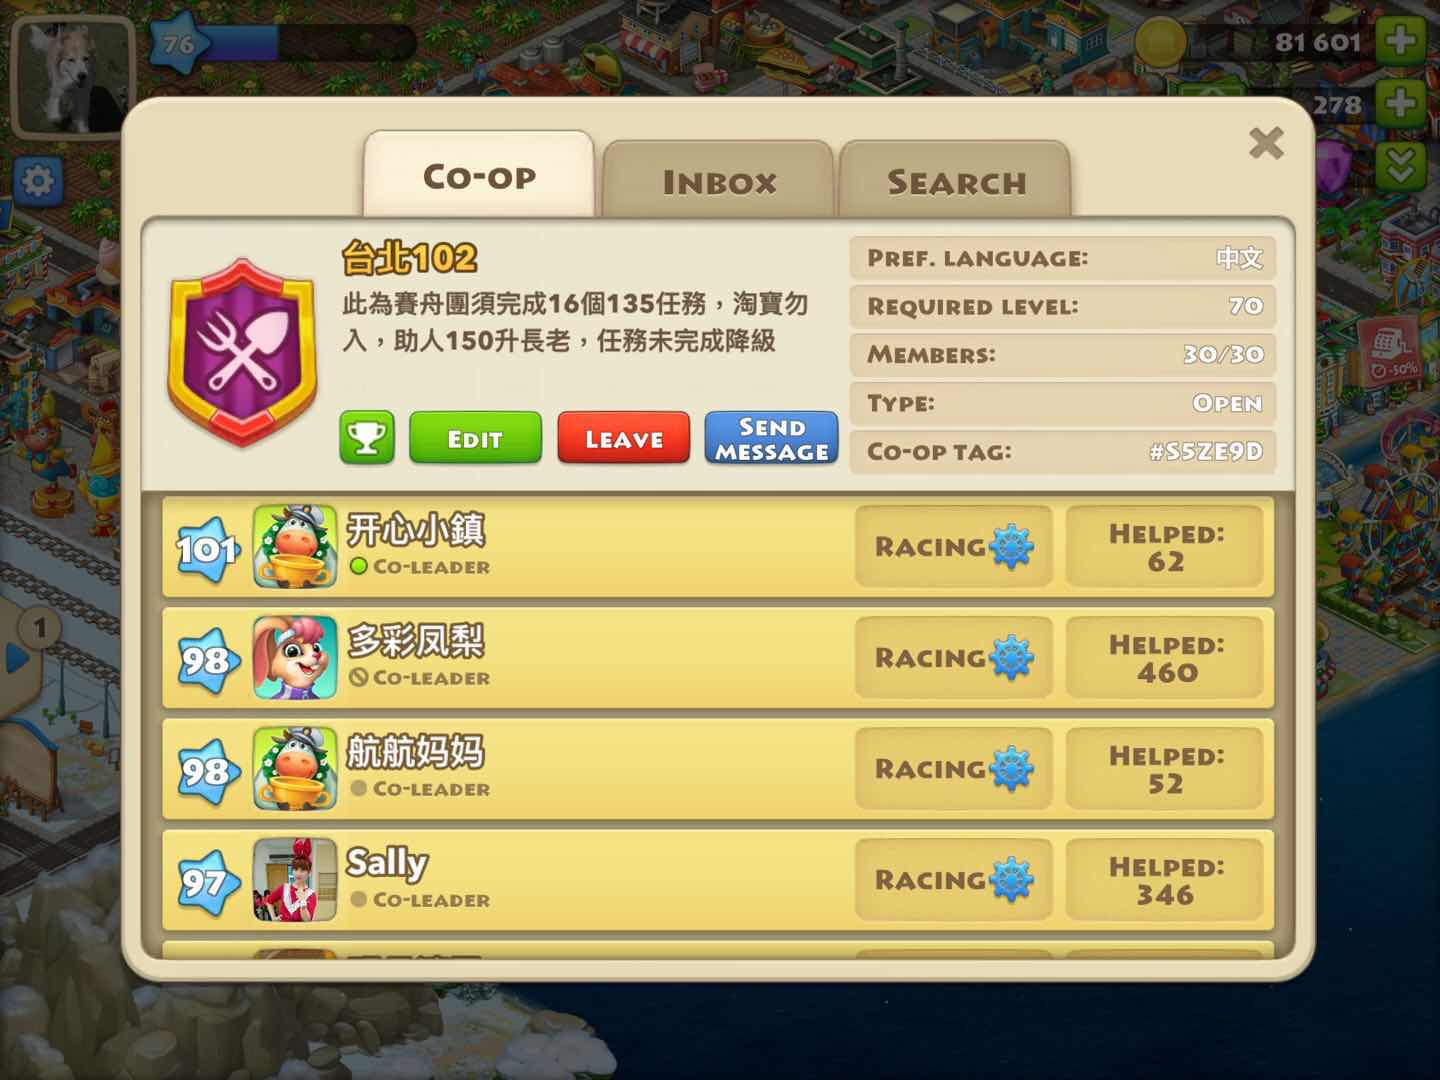 76
81 601
278
Co-op
Inbox
Search
台北102
此為賽舟團須完成16個135任務，淘寶勿
入，助人150升長老，任務未完成降級
Edit
Leave
Send
message
Pref. language:
中文
Required level:
70
Members:
30/30
Type:
Open
Co-op tag:
#S5ZE9D
-50%
1
101
开心小鎮
Co-leader
Racing
Helped:
62
98
多彩凤梨
Co-leader
Racing
Helped:
460
98
航航妈妈
Co-leader
Racing
Helped:
52
97
Sally
Co-leader
Racing
Helped:
346